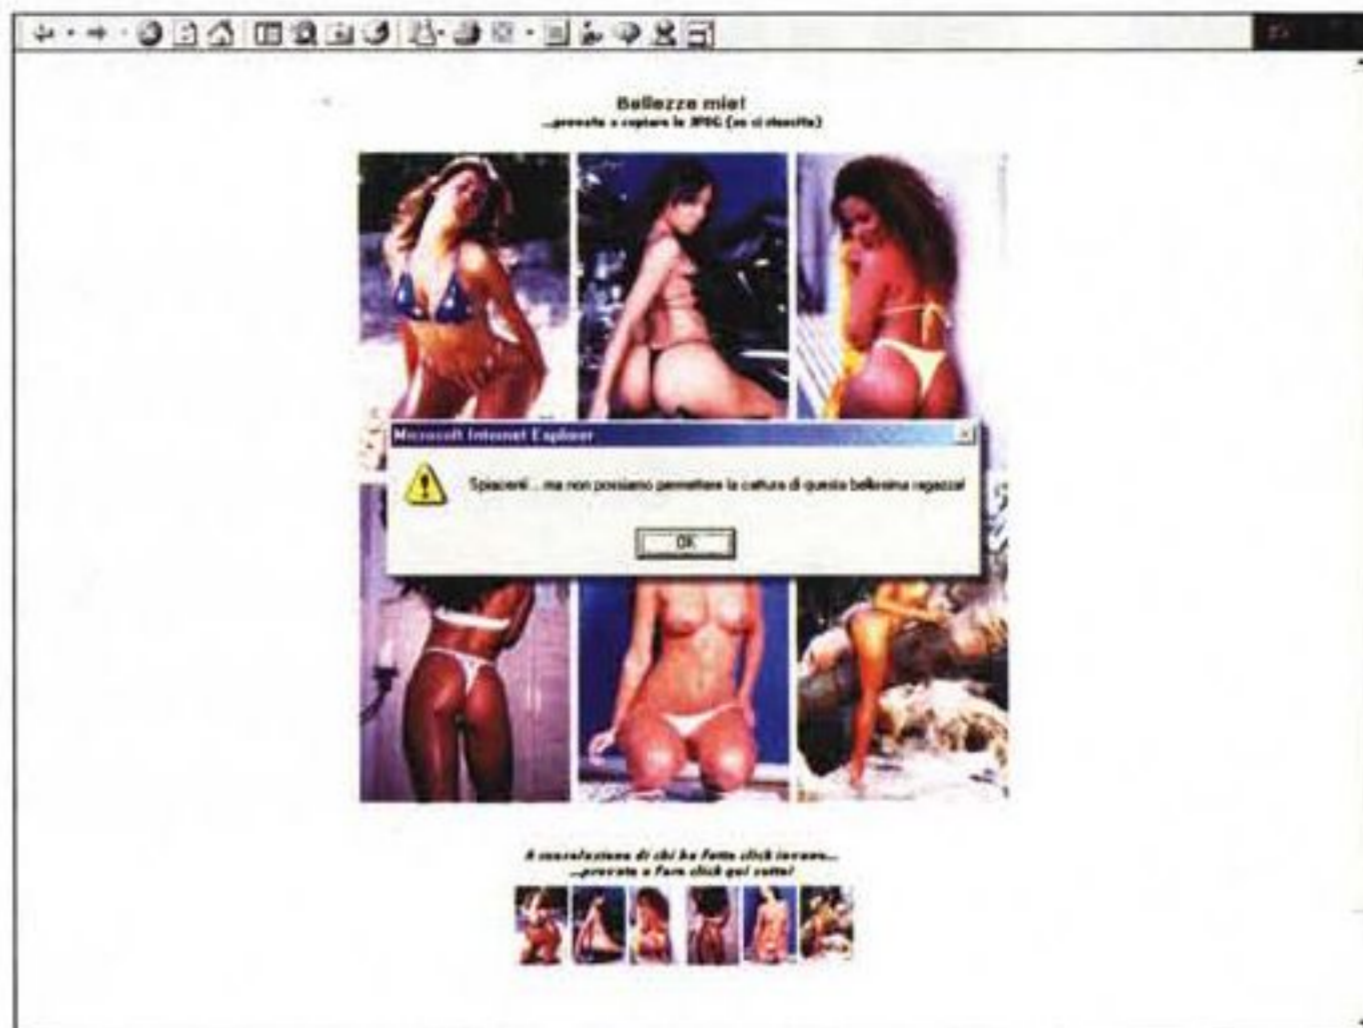 Bellezze mie!
...provate a copiare le JPEG (se ci riuscite)
Microsoft Internet Explorer
Spiacenti... ma non possiamo permettere la cattura di questa bellissima ragazza!
OK
A consolazione di chi ha fatto click invano...
...provate a fare click qui sotto!